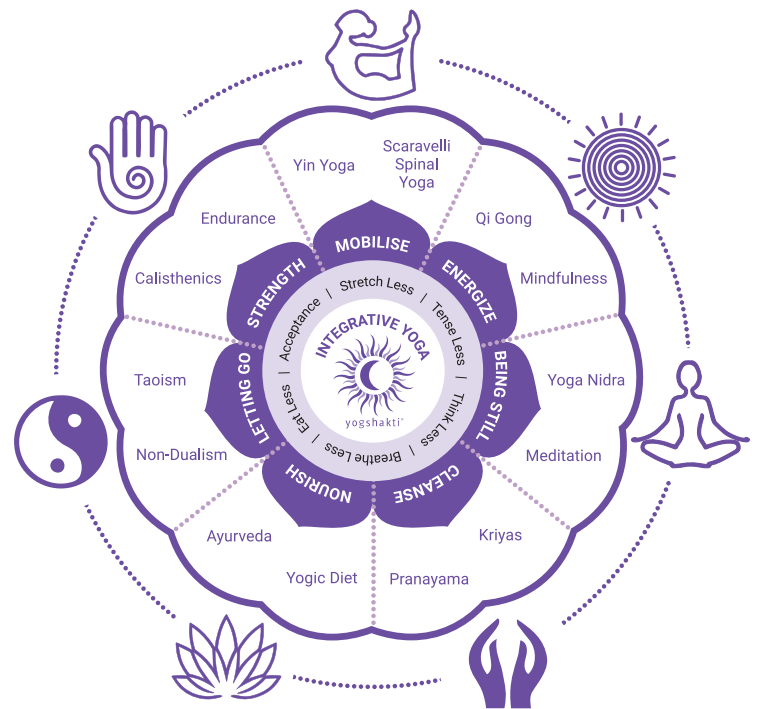 Yin Yoga
Scaravelli
Spinal
Yoga
Endurance
Qi Gong
Calisthenics
Mindfulness
Taoism
Yoga Nidra
Non-Dualism
Meditation
Ayurveda
Kriyas
Yogic Diet
Pranayama
MOBILISE
ENERGIZE
BEING STILL
CLEANSE
NOURISH
LETTING GO
STRENGTH
Stretch Less | Tense Less | Think Less | Breathe Less | Eat Less | Acceptance |
INTEGRATIVE YOGA
yogshakti